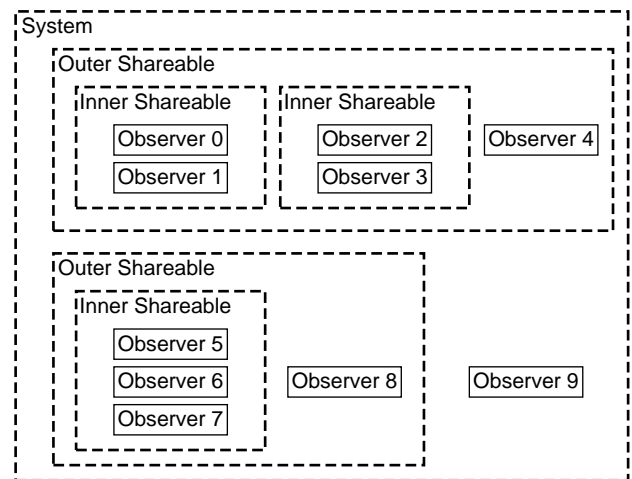 System
Outer Shareable
Inner Shareable
Observer 0
Observer 1
Inner Shareable
Observer 2
Observer 3
Observer 4
Outer Shareable
Inner Shareable
Observer 5
Observer 6
Observer 7
Observer 8
Observer 9